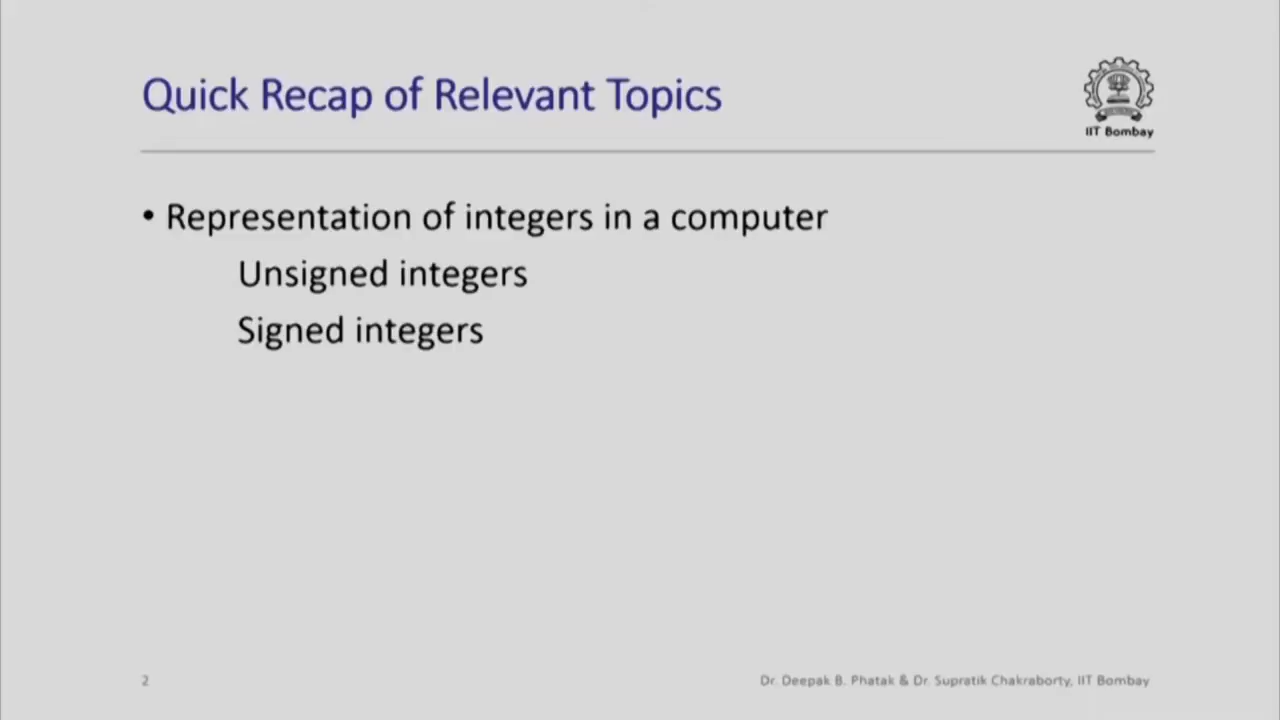 Quick Recap of Relevant Topics
IIT Bombay
• Representation of integers in a computer
Unsigned integers
Signed integers
2
Dr. Deepak B. Phatak & Dr. Supratik Chakraborty, IIT Bombay